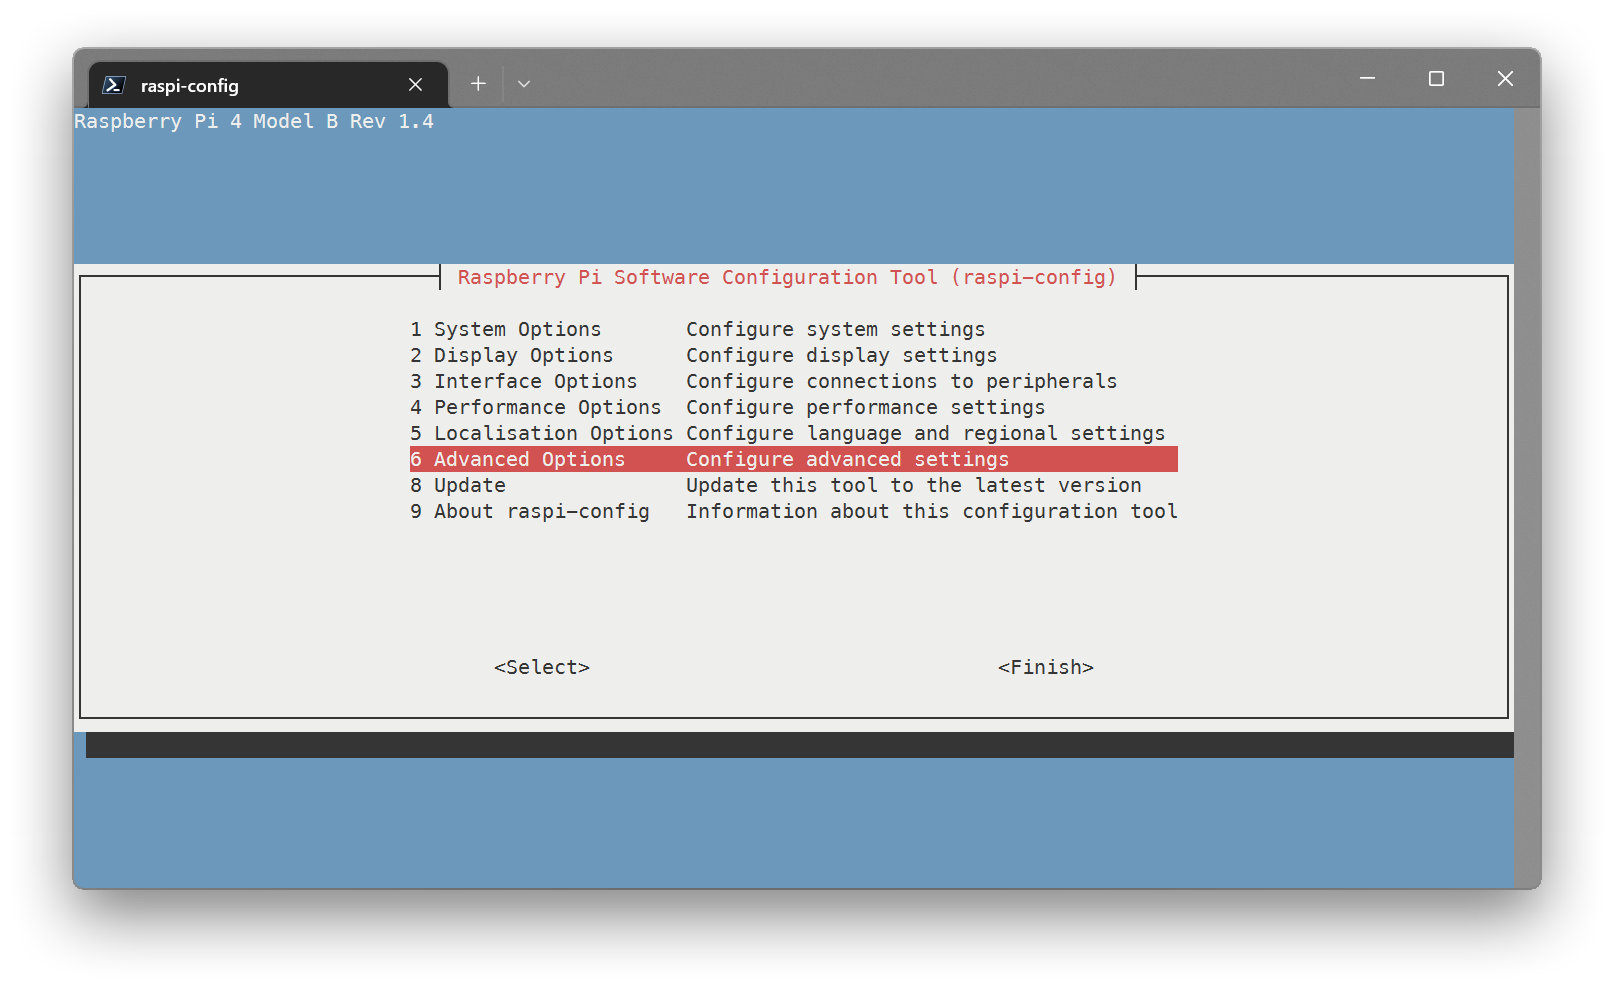 raspi-config
Raspberry Pi 4 Model B Rev 1.4
Raspberry Pi Software Configuration Tool (raspi-config)
1 System Options Configure system settings
2 Display Options Configure display settings
3 Interface Options Configure connections to peripherals
4 Performance Options Configure performance settings
5 Localisation Options Configure language and regional settings
6 Advanced Options Configure advanced settings
8 Update Update this tool to the latest version
9 About raspi-config Information about this configuration tool
<Select> <Finish>